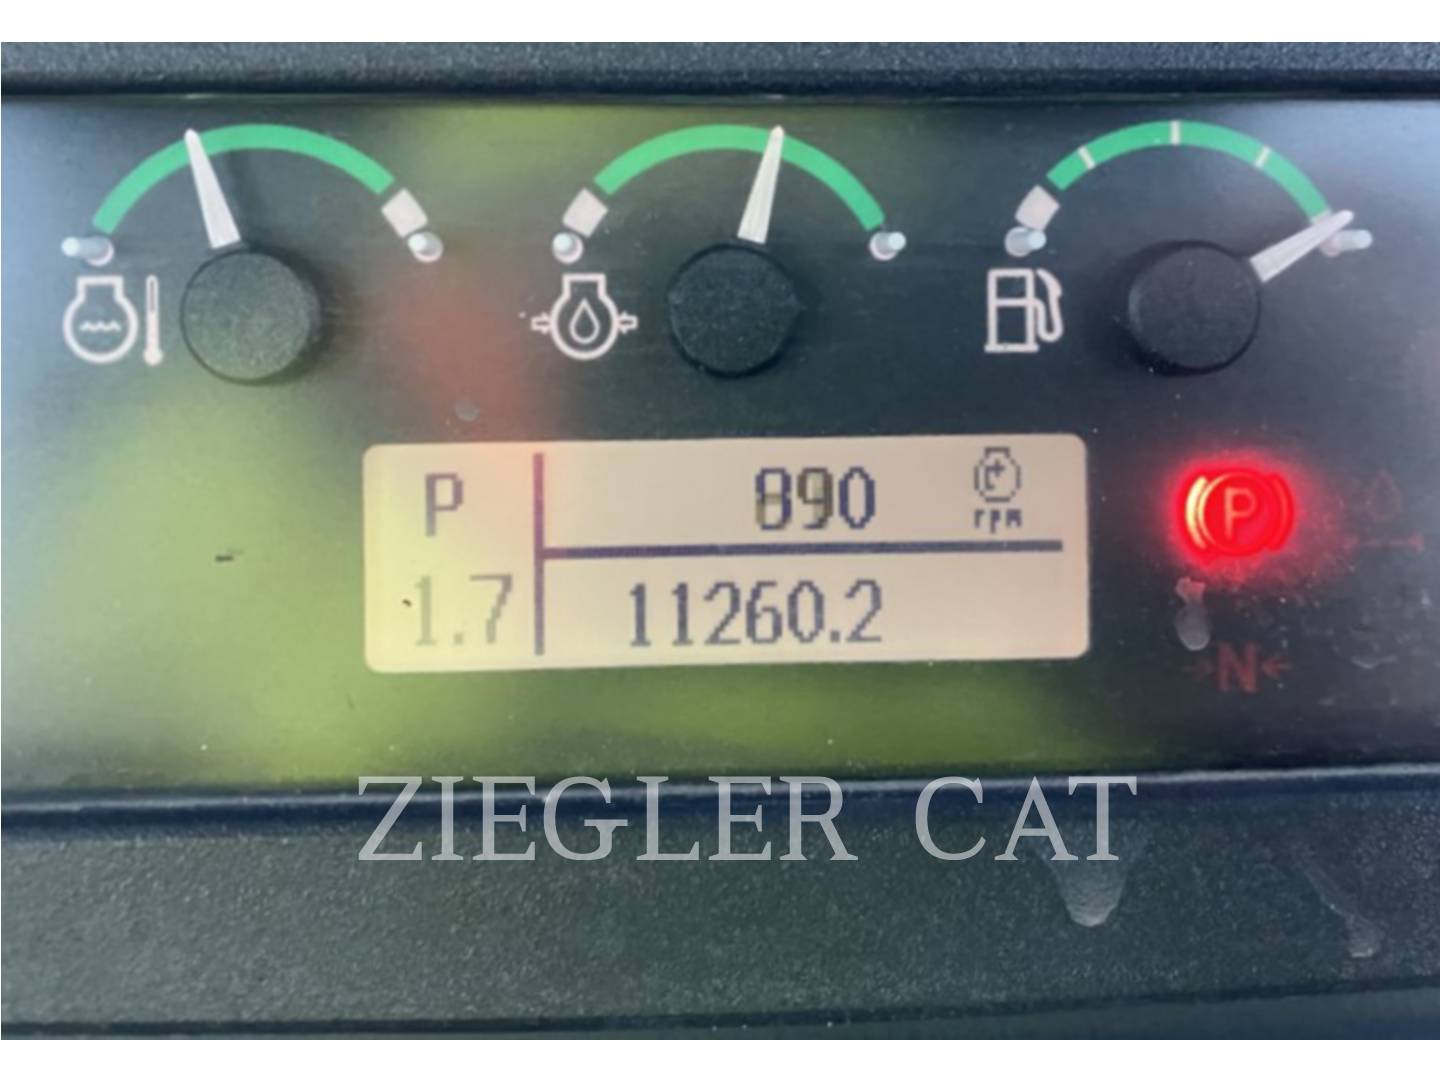 P
890
rpm
1.7
11260.2
P
N
ZIEGLER CAT